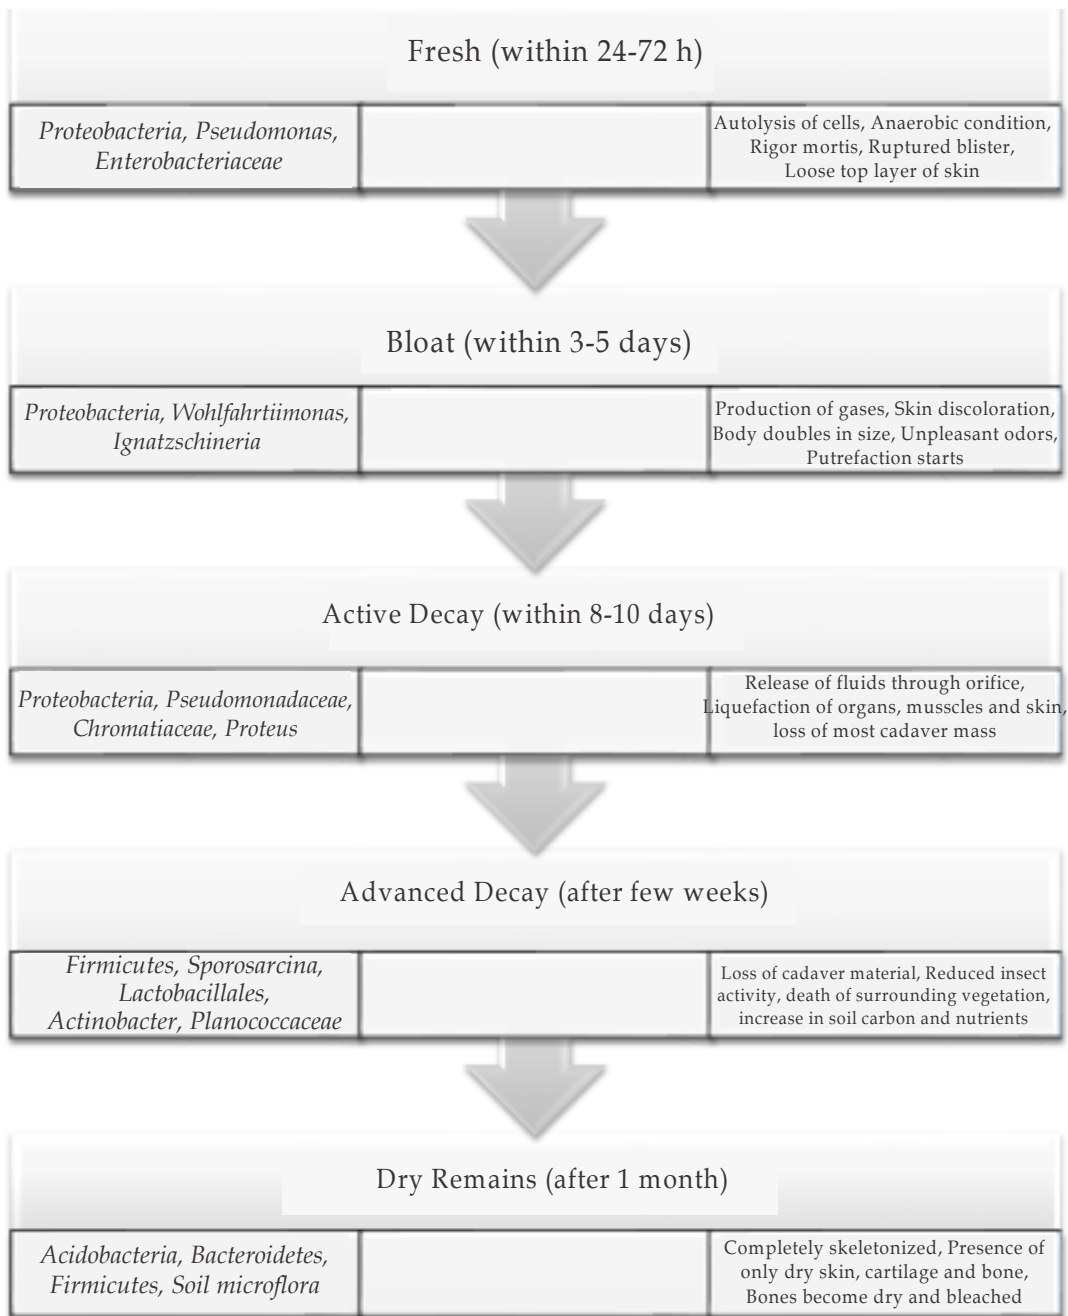 Fresh (within 24-72 h)
Proteobacteria, Pseudomonas,
Enterobacteriaceae
Autolysis of cells, Anaerobic condition,
Rigor mortis, Ruptured blister,
Loose top layer of skin
Bloat (within 3-5 days)
Proteobacteria, Wohlfahrtiimonas,
Ignatzschineria
Production of gases, Skin discoloration,
Body doubles in size, Unpleasant odors,
Putrefaction starts
Active Decay (within 8-10 days)
Proteobacteria, Pseudomonadaceae,
Chromatiaceae, Proteus
Release of fluids through orifice,
Liquefaction of organs, musscles and skin,
loss of most cadaver mass
Advanced Decay (after few weeks)
Firmicutes, Sporosarcina,
Lactobacillales,
Actinobacter, Planococcaceae
Loss of cadaver material, Reduced insect
activity, death of surrounding vegetation,
increase in soil carbon and nutrients
Dry Remains (after 1 month)
Acidobacteria, Bacteroidetes,
Firmicutes, Soil microflora
Completely skeletonized, Presence of
only dry skin, cartilage and bone,
Bones become dry and bleached